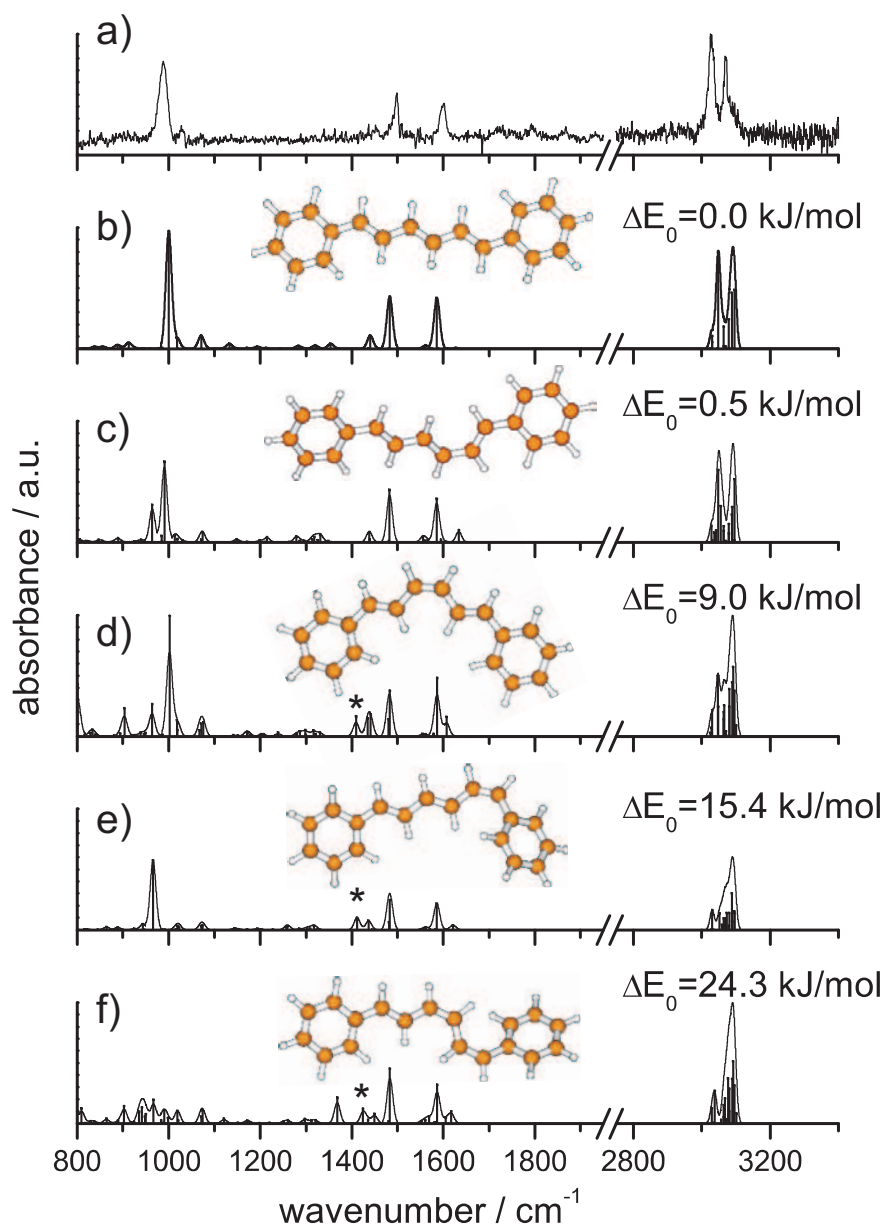 a)
b)
ΔE₀=0.0 kJ/mol
c)
ΔE₀=0.5 kJ/mol
d)
ΔE₀=9.0 kJ/mol
*
e)
ΔE₀=15.4 kJ/mol
*
f)
ΔE₀=24.3 kJ/mol
*
absorbance / a.u.
800 1000 1200 1400 1600 1800 2800 3200
wavenumber / cm⁻¹